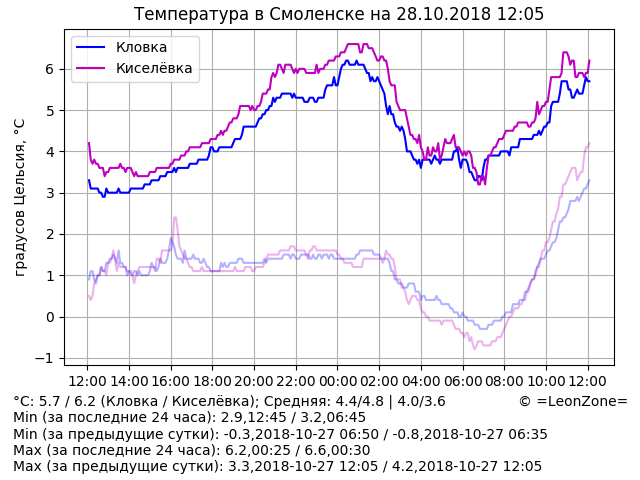 Температура в Смоленске на 28.10.2018 12:05
Кловка
Киселёвка
градусов Цельсия, °C
6
5
4
3
2
1
0
−1
12:00 14:00 16:00 18:00 20:00 22:00 00:00 02:00 04:00 06:00 08:00 10:00 12:00
°C: 5.7 / 6.2 (Кловка / Киселёвка); Средняя: 4.4/4.8 | 4.0/3.6 © =LeonZone=
Min (за последние 24 часа): 2.9,12:45 / 3.2,06:45
Min (за предыдущие сутки): -0.3,2018-10-27 06:50 / -0.8,2018-10-27 06:35
Max (за последние 24 часа): 6.2,00:25 / 6.6,00:30
Max (за предыдущие сутки): 3.3,2018-10-27 12:05 / 4.2,2018-10-27 12:05